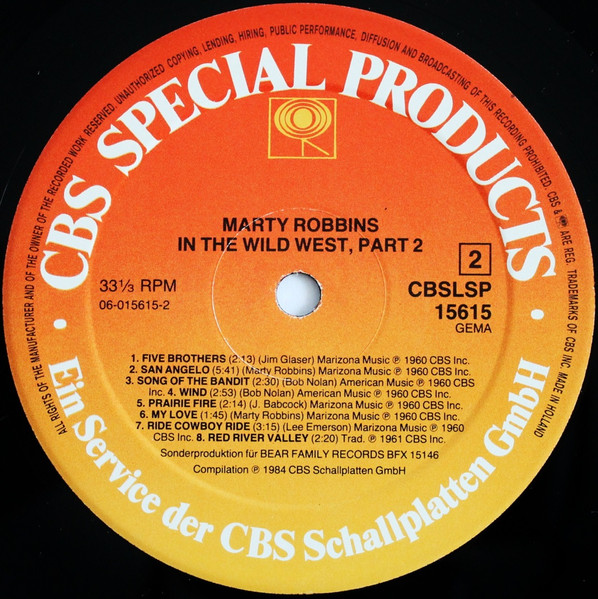 ALL RIGHTS OF THE MANUFACTURER AND OF THE OWNER OF THE RECORDED WORK RESERVED. UNAUTHORIZED COPYING, LENDING, HIRING, PUBLIC PERFORMANCE, DIFFUSION AND BROADCASTING OF THIS RECORDING PROHIBITED. CBS & ARE REG. TRADEMARKS OF CBS INC. MADE IN HOLLAND
• CBS SPECIAL PRODUCTS •
MARTY ROBBINS
IN THE WILD WEST, PART 2
33⅓ RPM
06-015615-2
2
CBSLSP
15615
GEMA
1. FIVE BROTHERS (2:13) (Jim Glaser) Marizona Music ℗ 1960 CBS Inc.
2. SAN ANGELO (5:41) (Marty Robbins) Marizona Music ℗ 1960 CBS Inc.
3. SONG OF THE BANDIT (2:30) (Bob Nolan) American Music ℗ 1960 CBS
Inc. 4. WIND (2:53) (Bob Nolan) American Music ℗ 1960 CBS Inc.
5. PRAIRIE FIRE (2:14) (J. Babcock) Marizona Music ℗ 1960 CBS Inc.
6. MY LOVE (1:45) (Marty Robbins) Marizona Music ℗ 1960 CBS Inc.
7. RIDE COWBOY RIDE (3:15) (Lee Emerson) Marizona Music ℗ 1960
CBS Inc. 8. RED RIVER VALLEY (2:20) Trad. ℗ 1961 CBS Inc.
Sonderproduktion für BEAR FAMILY RECORDS BFX 15146
Compilation ℗ 1984 CBS Schallplatten GmbH
Ein Service der CBS Schallplatten GmbH